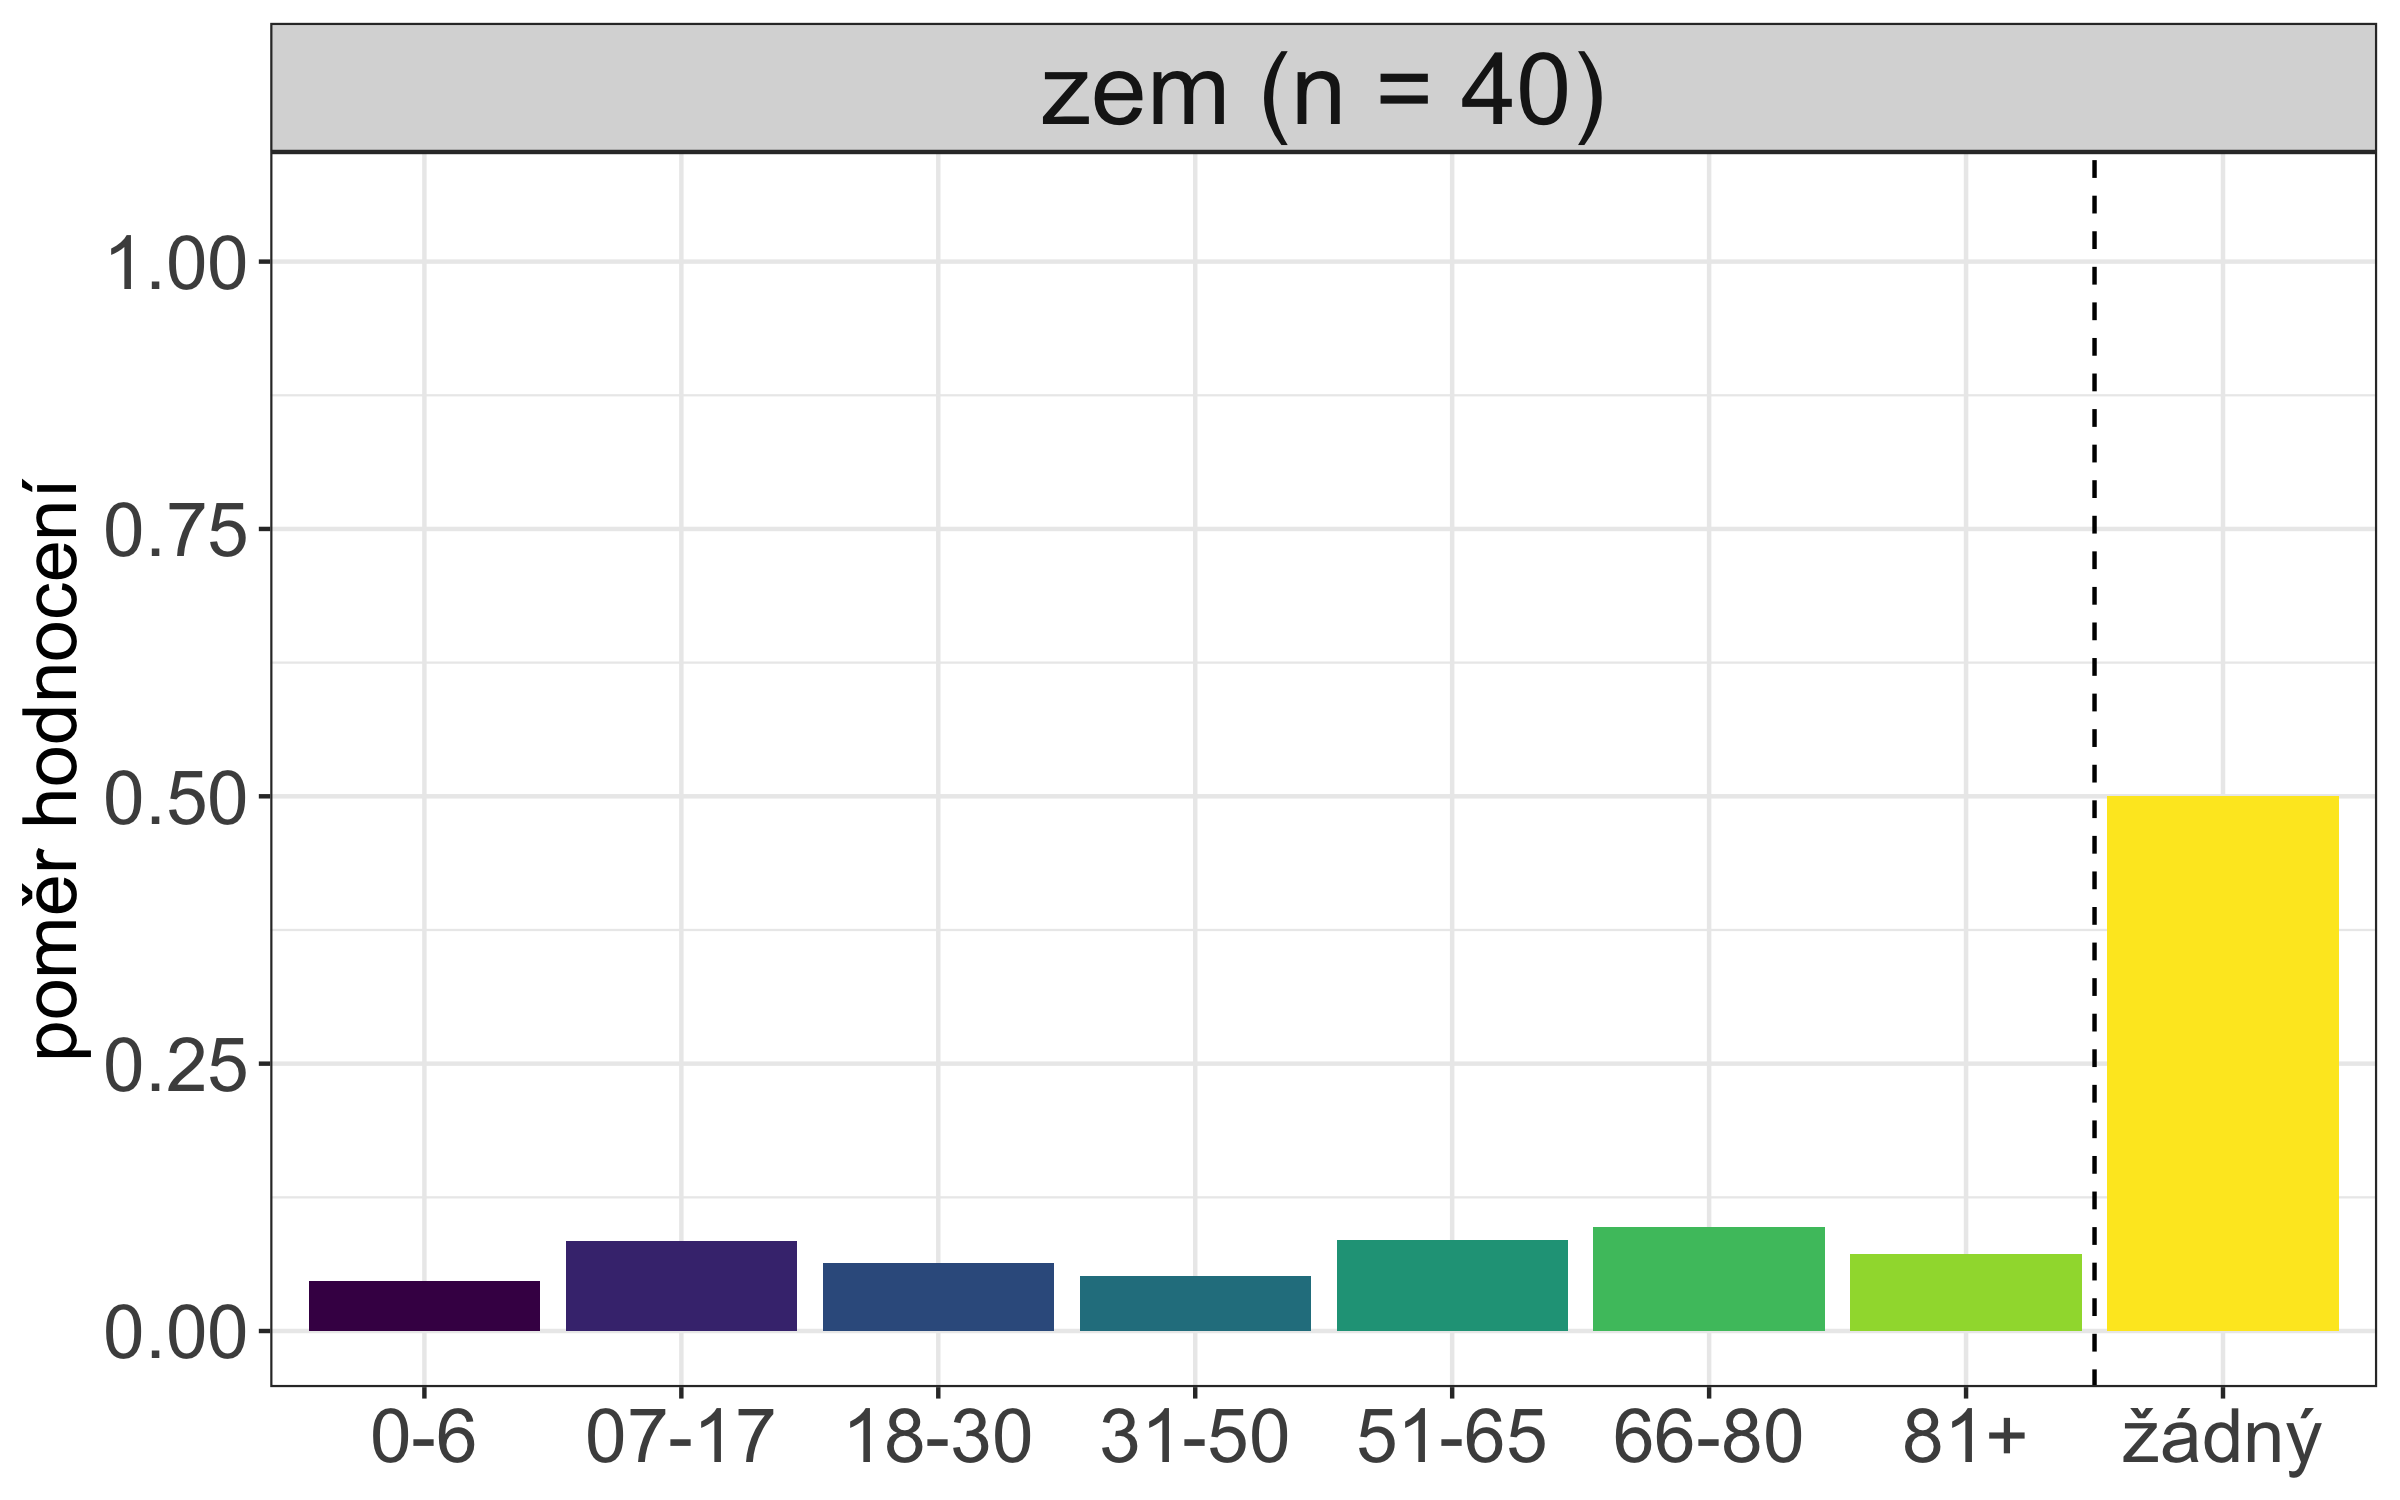 zem (n = 40)
poměr hodnocení
1.00
0.75
0.50
0.25
0.00
0-6 07-17 18-30 31-50 51-65 66-80 81+ žádný